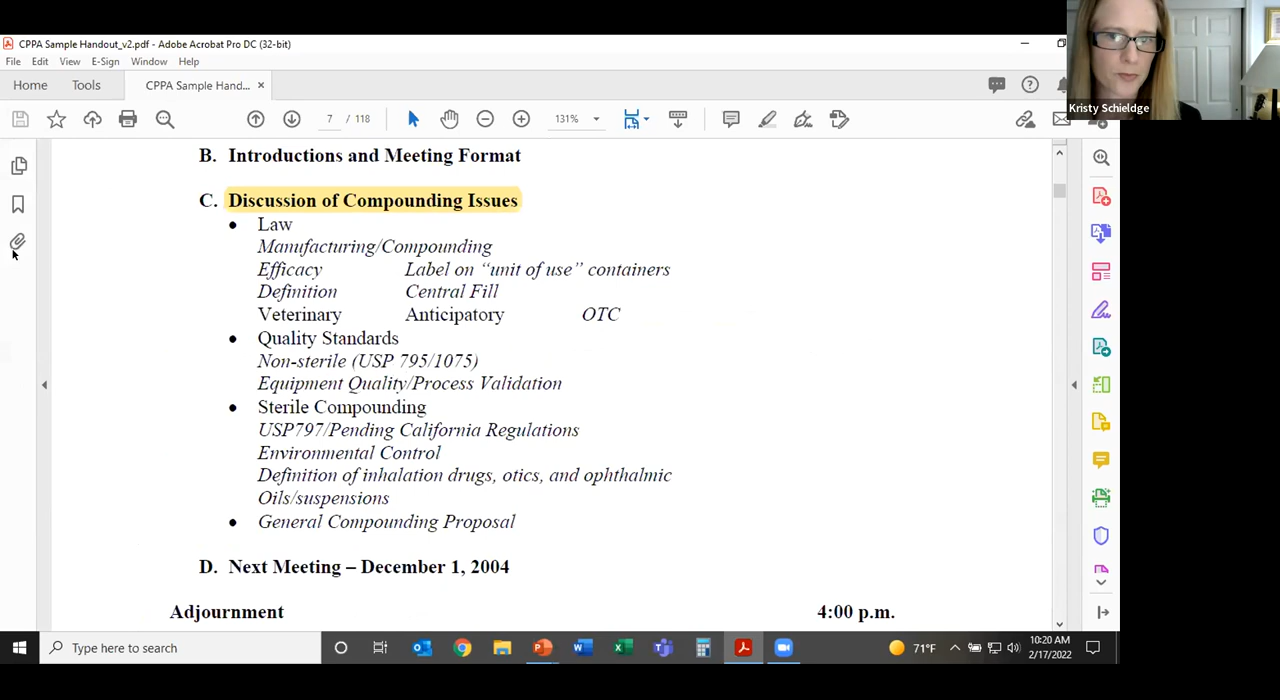 CPPA Sample Handout_v2.pdf - Adobe Acrobat Pro DC (32-bit)
File Edit View E-Sign Window Help
Home Tools CPPA Sample Hand... ×
Kristy Schieldge
7 / 118 131%
B. Introductions and Meeting Format
C. Discussion of Compounding Issues
• Law
Manufacturing/Compounding
Efficacy Label on “unit of use” containers
Definition Central Fill
Veterinary Anticipatory OTC
• Quality Standards
Non-sterile (USP 795/1075)
Equipment Quality/Process Validation
• Sterile Compounding
USP797/Pending California Regulations
Environmental Control
Definition of inhalation drugs, otics, and ophthalmic
Oils/suspensions
• General Compounding Proposal
D. Next Meeting – December 1, 2004
Adjournment 4:00 p.m.
Type here to search
71°F
10:20 AM
2/17/2022